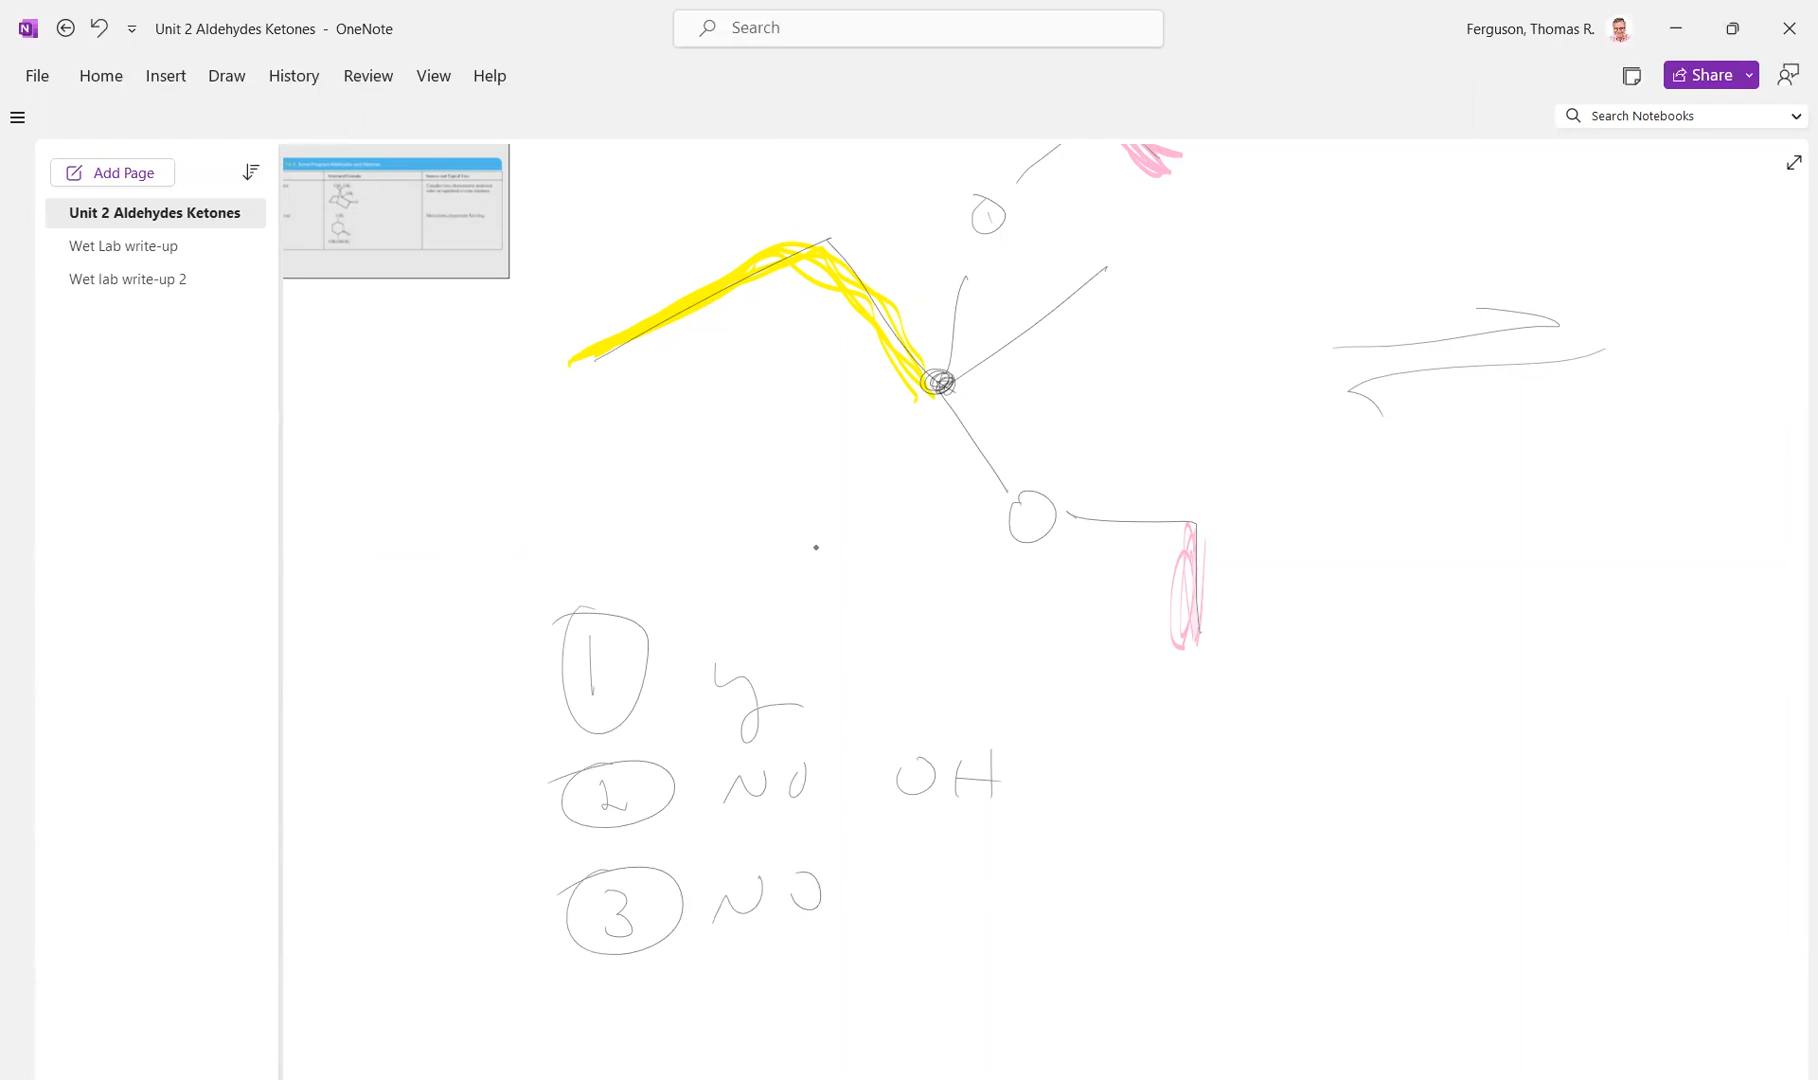 Unit 2 Aldehydes Ketones - OneNote
Search
Ferguson, Thomas R.
File Home Insert Draw History Review View Help
Share
Search Notebooks
Add Page
Unit 2 Aldehydes Ketones
Wet Lab write-up
Wet lab write-up 2
Structural Formula
O
O
1 y
2 NO OH
3 NO